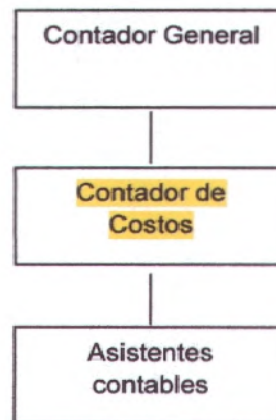 Contador General
Contador de
Costos
Asistentes
contables